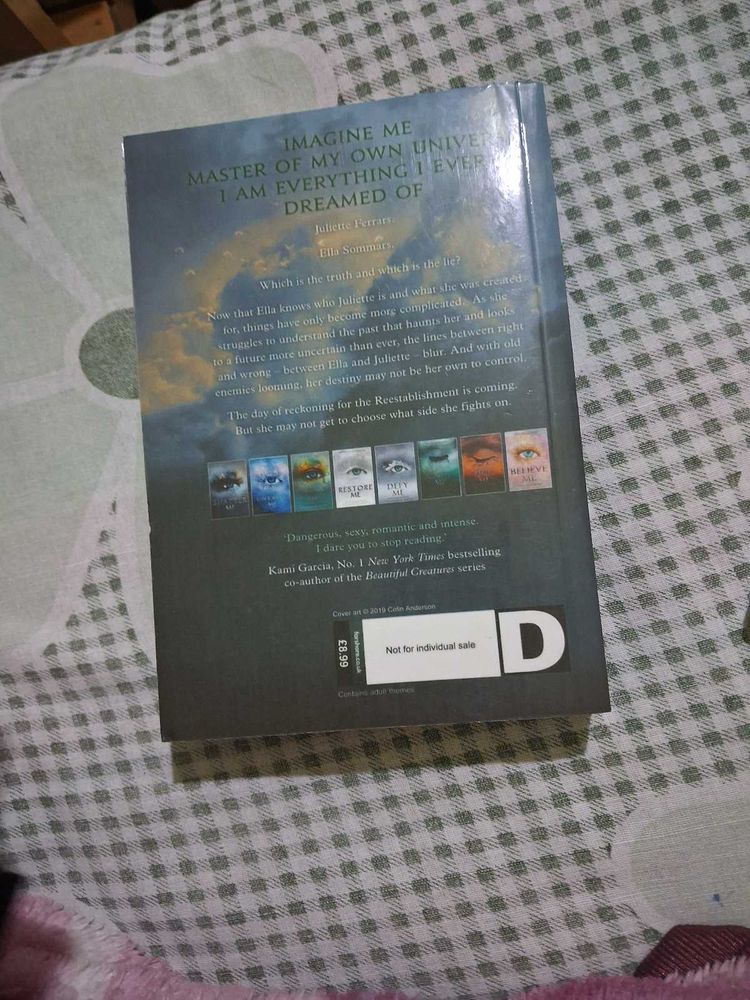 IMAGINE ME
MASTER OF MY OWN UNIVERSE
I AM EVERYTHING I EVER
DREAMED OF
Juliette Ferrars.
Ella Sommars.
Which is the truth and which is the lie?
Now that Ella knows who Juliette is and what she was created
for, things have only become more complicated. As she
struggles to understand the past that haunts her and looks
to a future more uncertain than ever, the lines between right
and wrong – between Ella and Juliette – blur. And with old
enemies looming, her destiny may not be her own to control.
The day of reckoning for the Reestablishment is coming.
But she may not get to choose what side she fights on.
SHATTER ME
RESTORE ME
DEFY ME
BELIEVE ME
'Dangerous, sexy, romantic and intense.
I dare you to stop reading.'
Kami Garcia, No. 1 New York Times bestselling
co-author of the Beautiful Creatures series
Cover art © 2019 Colin Anderson
£8.99
farshore.co.uk
Not for individual sale
D
Contains adult themes